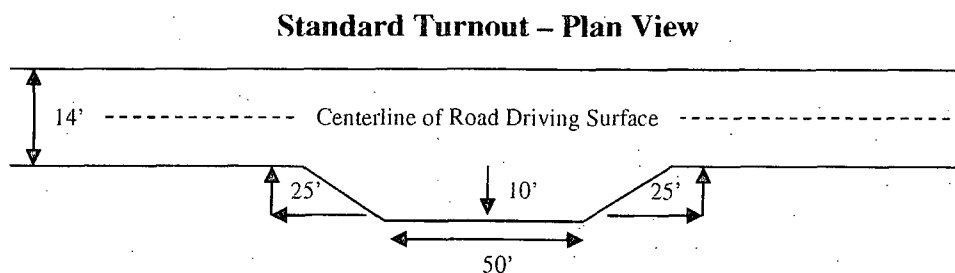 Standard Turnout – Plan View
14'
Centerline of Road Driving Surface
25'
10'
25'
50'